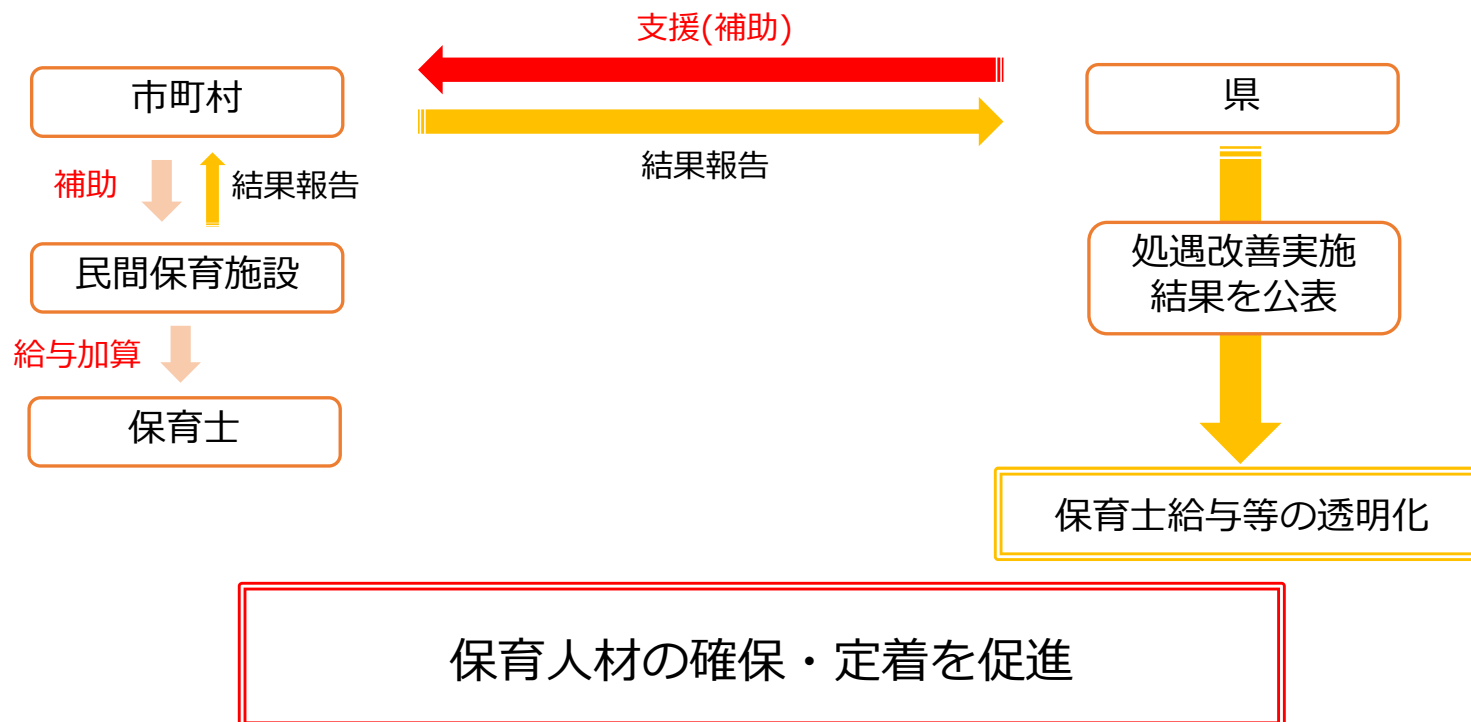 支援(補助)
市町村
県
結果報告
補助
結果報告
民間保育施設
処遇改善実施
結果を公表
給与加算
保育士
保育士給与等の透明化
保育人材の確保・定着を促進